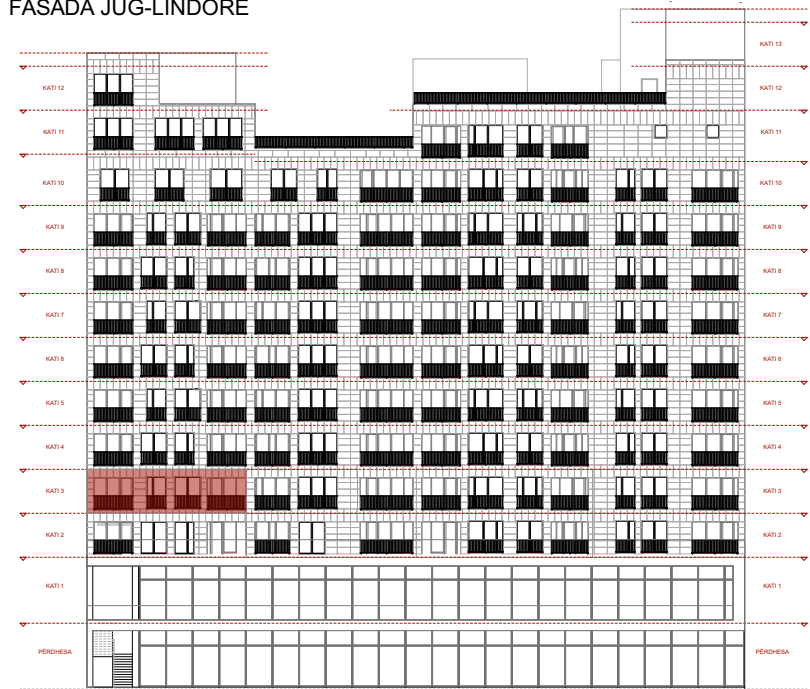 FASADA JUG-LINDORE
KATI 13
KATI 12 KATI 12
KATI 11 KATI 11
KATI 10 KATI 10
KATI 9 KATI 9
KATI 8 KATI 8
KATI 7 KATI 7
KATI 6 KATI 6
KATI 5 KATI 5
KATI 4 KATI 4
KATI 3 KATI 3
KATI 2 KATI 2
KATI 1 KATI 1
PËRDHESA PËRDHESA